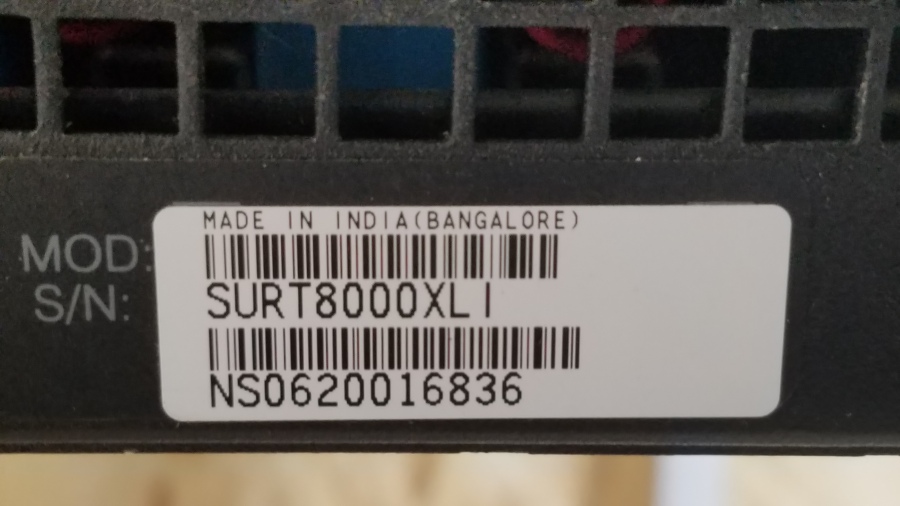 MADE IN INDIA(BANGALORE)
MOD:
SURT8000XLI
S/N:
NS0620016836